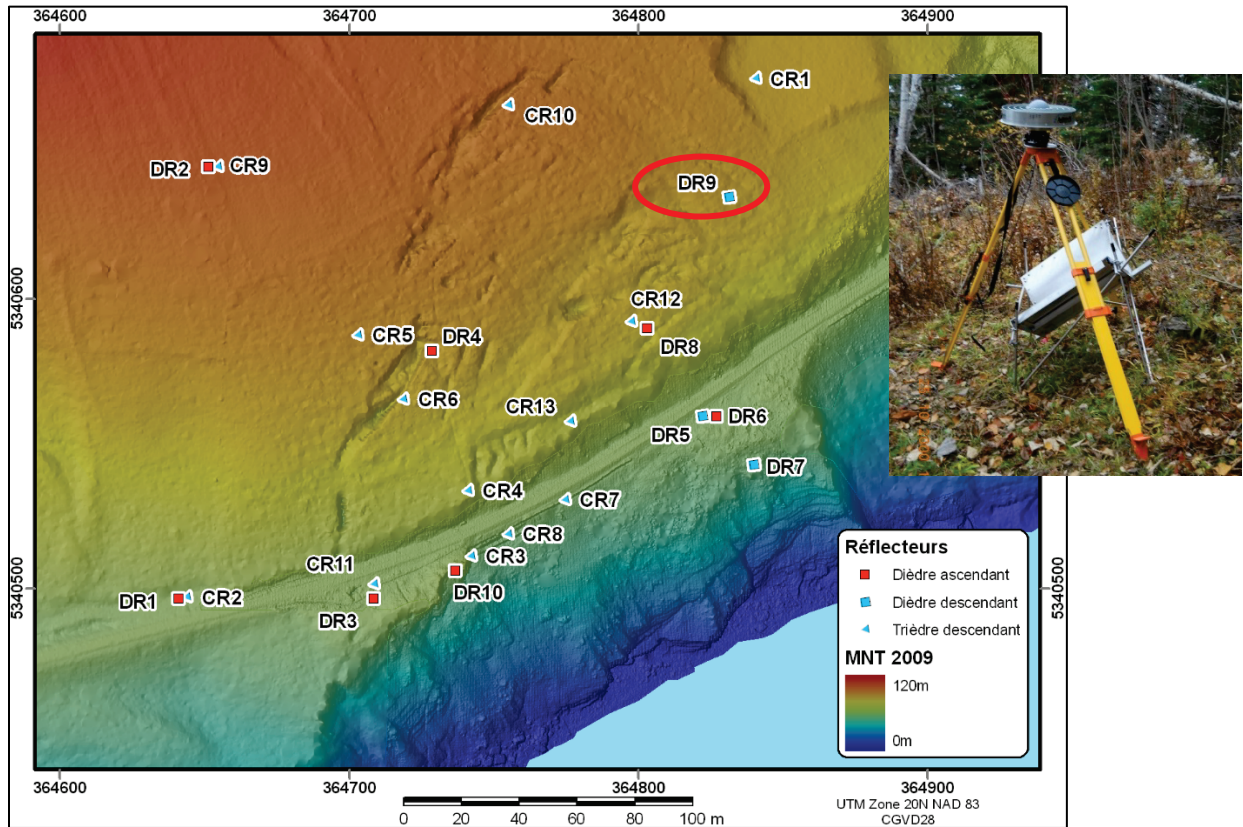 364600 364700 364800 364900
CR1
CR10
DR2 CR9
DR9
5340600
CR12
CR5 DR4
DR8
CR6
CR13
DR6
DR5
DR7
CR4
CR7
CR8
CR3
CR11
DR10
5340500
DR1 CR2
DR3
5340500
Réflecteurs
Dièdre ascendant
Dièdre descendant
Trièdre descendant
MNT 2009
120m
0m
364600 364700 364800 364900
0 20 40 60 80 100 m
UTM Zone 20N NAD 83
CGVD28